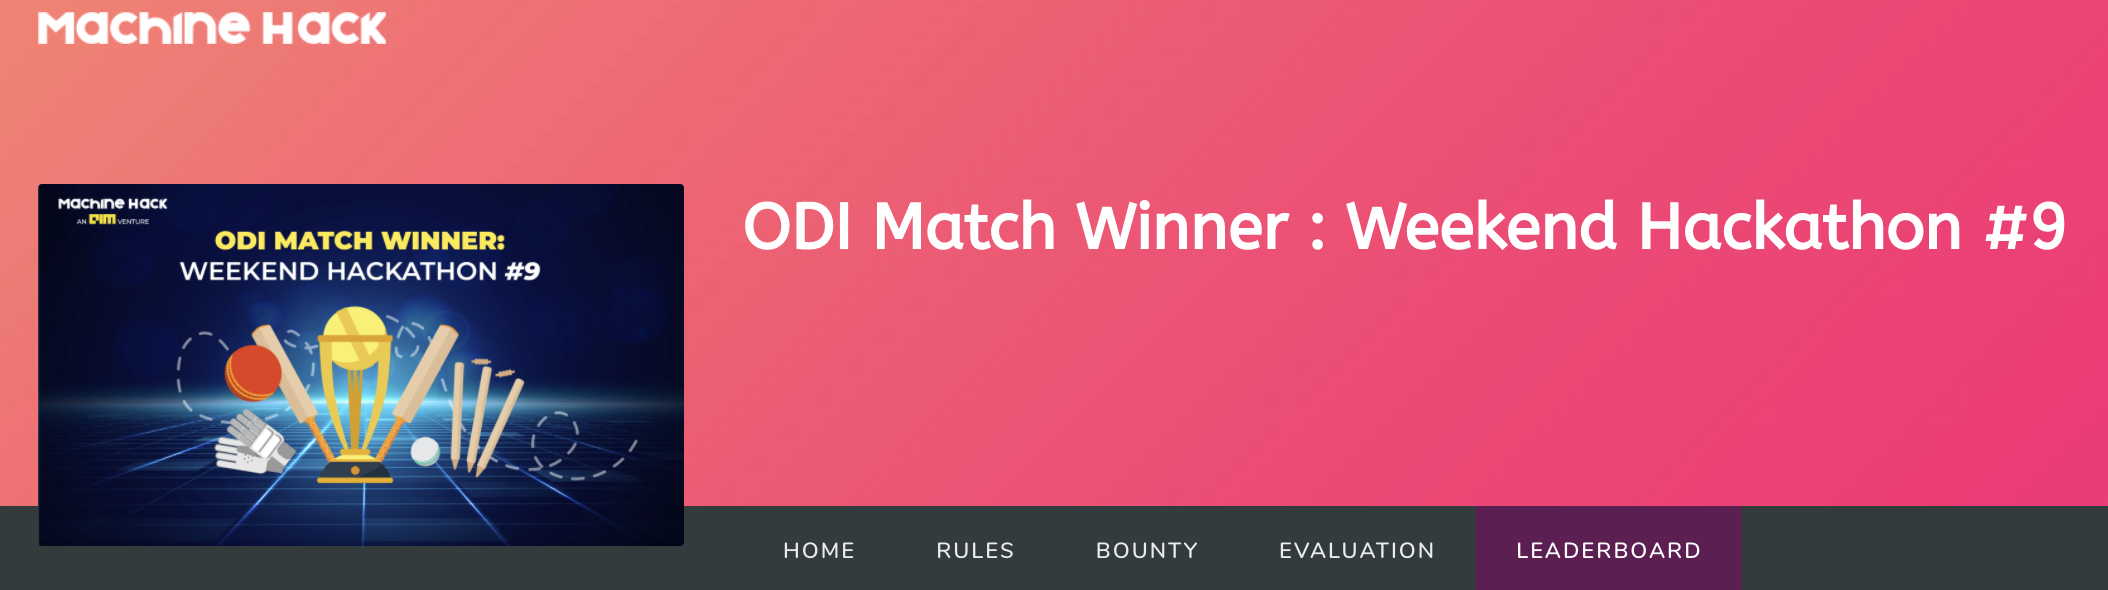 Machine Hack
Machine Hack
AN AIM VENTURE
ODI MATCH WINNER:
WEEKEND HACKATHON #9
ODI Match Winner : Weekend Hackathon #9
HOME
RULES
BOUNTY
EVALUATION
LEADERBOARD